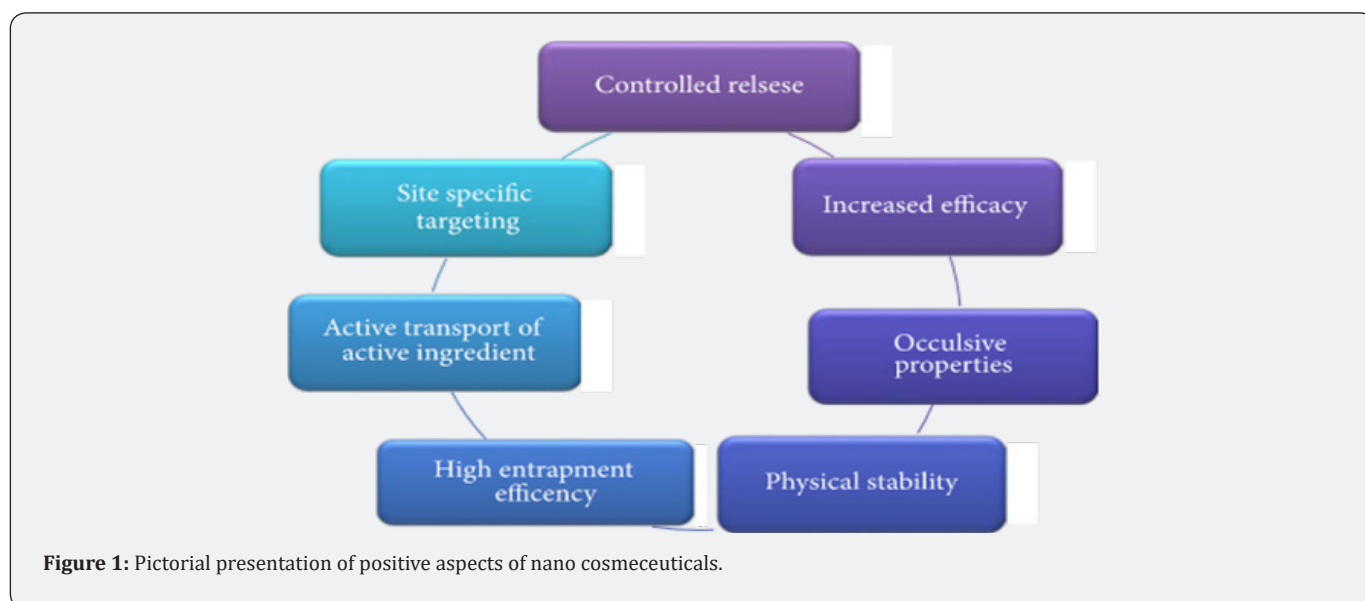 Controlled relsese
Site specific
targeting
Increased efficacy
Active transport of
active ingredient
Occulsive
properties
High entrapment
efficency
Physical stability
Figure 1: Pictorial presentation of positive aspects of nano cosmeceuticals.